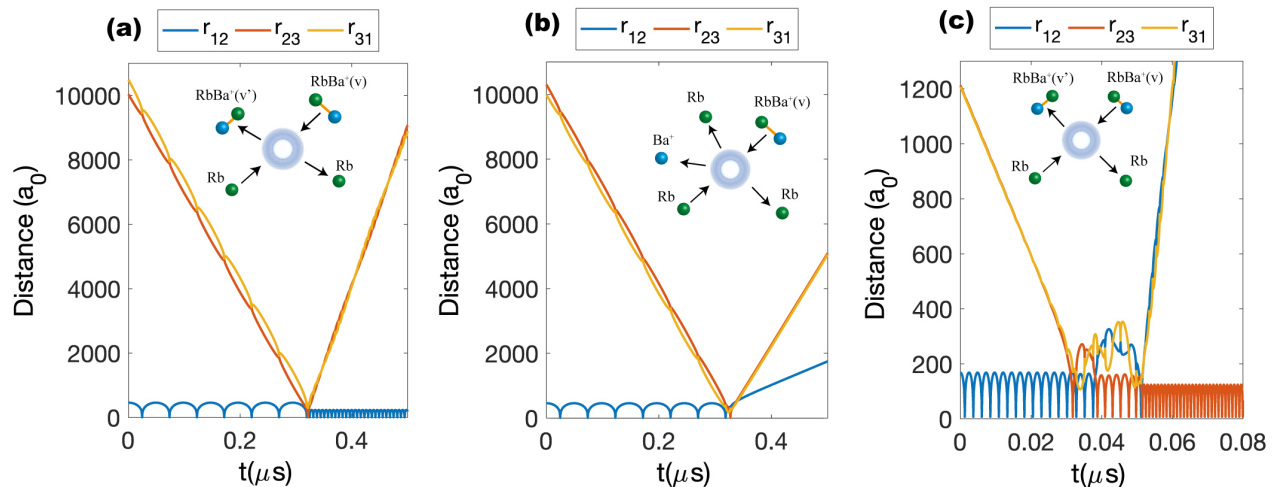 (a)
r12 r23 r31
Distance (a0)
10000
8000
6000
4000
2000
0
0 0.2 0.4
t(μs)
RbBa+(v')
RbBa+(v)
Rb
Rb
(b)
r12 r23 r31
Distance (a0)
10000
8000
6000
4000
2000
0
0 0.2 0.4
t(μs)
Rb
RbBa+(v)
Ba+
Rb
Rb
(c)
r12 r23 r31
Distance (a0)
1200
1000
800
600
400
200
0
0 0.02 0.04 0.06 0.08
t(μs)
RbBa+(v')
RbBa+(v)
Rb
Rb